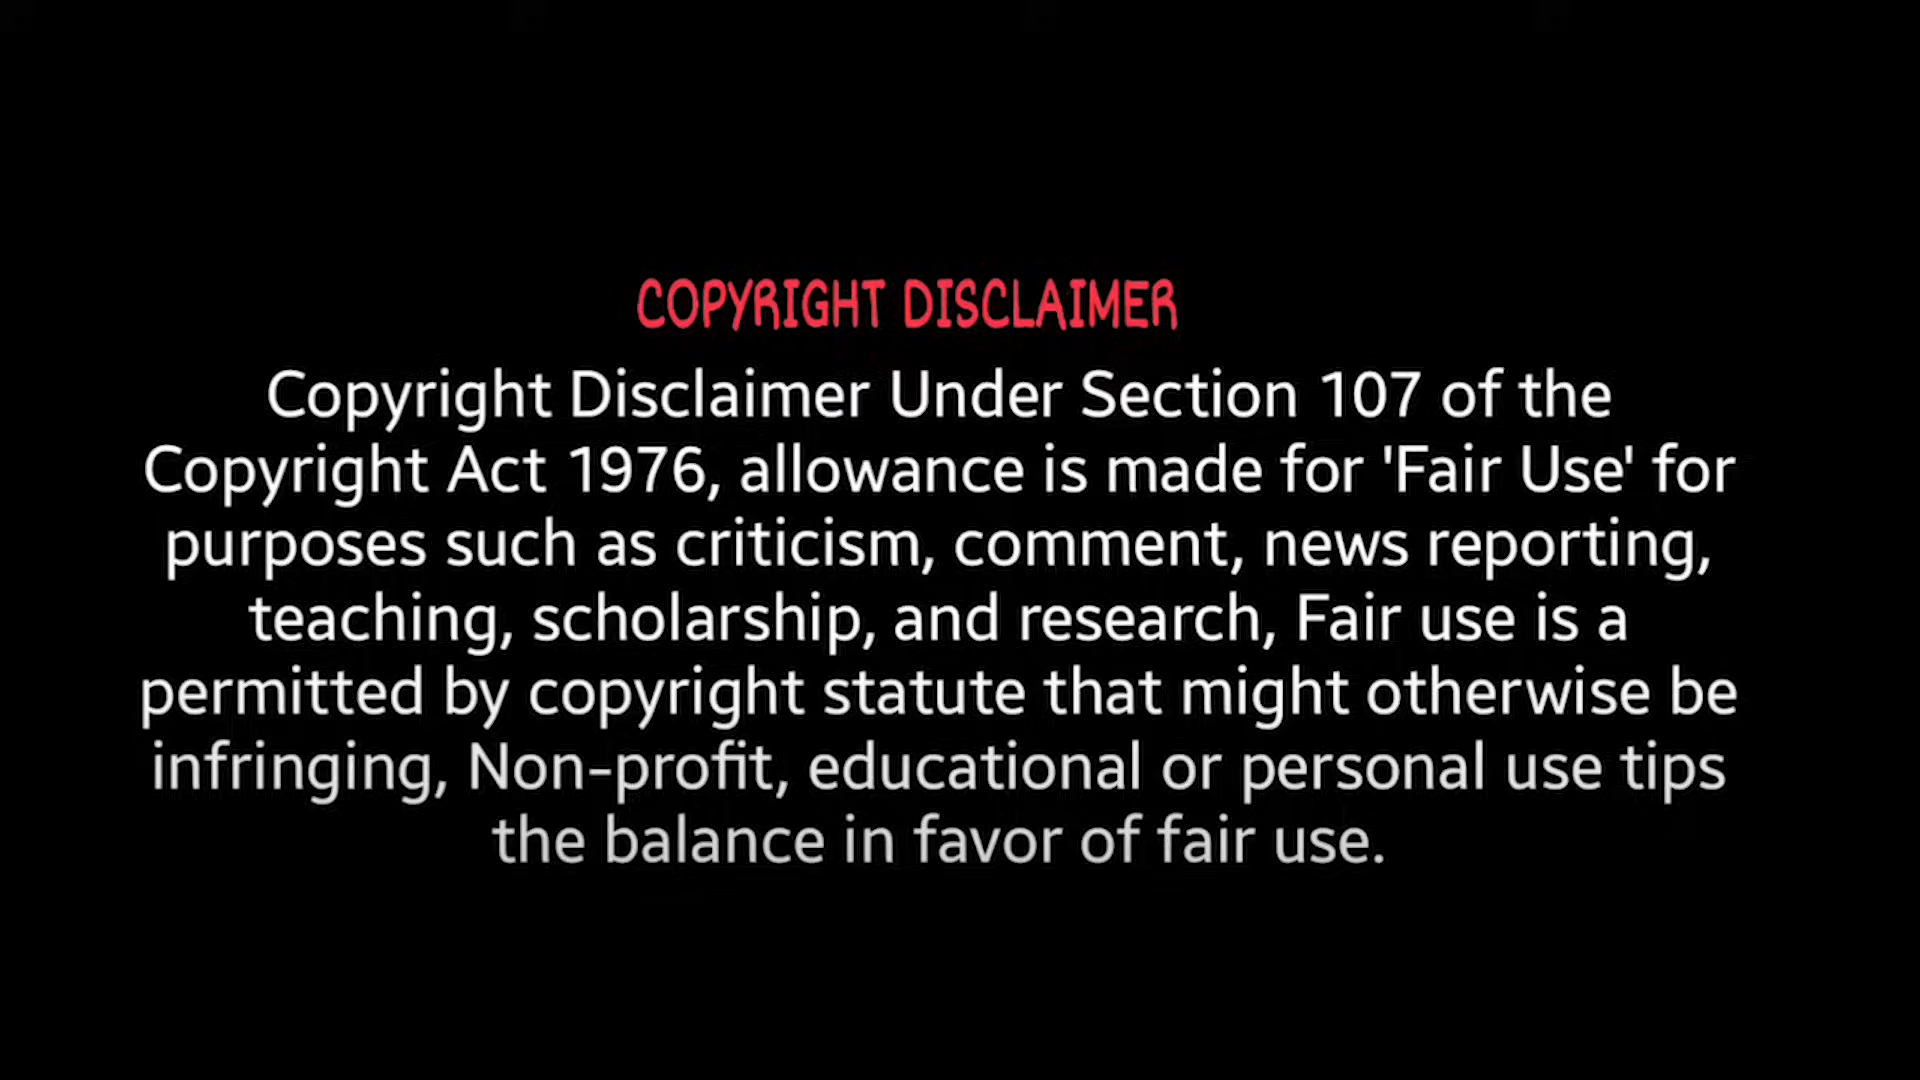 COPYRIGHT DISCLAIMER
Copyright Disclaimer Under Section 107 of the
Copyright Act 1976, allowance is made for 'Fair Use' for
purposes such as criticism, comment, news reporting,
teaching, scholarship, and research, Fair use is a
permitted by copyright statute that might otherwise be
infringing, Non-profit, educational or personal use tips
the balance in favor of fair use.